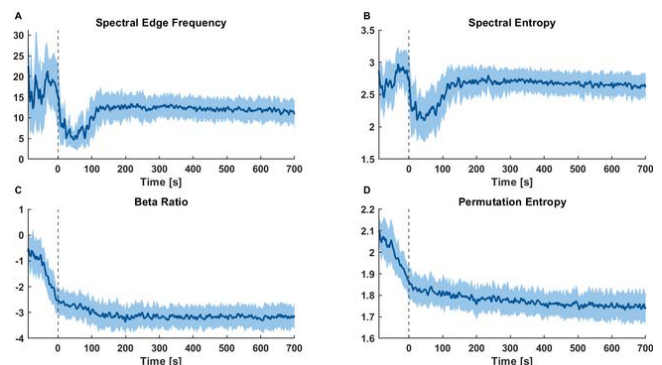 A
Spectral Edge Frequency
30
25
20
15
10
5
0
0 100 200 300 400 500 600 700
Time [s]
B
Spectral Entropy
3.5
3
2.5
2
1.5
0 100 200 300 400 500 600 700
Time [s]
C
Beta Ratio
1
0
-1
-2
-3
-4
0 100 200 300 400 500 600 700
Time [s]
D
Permutation Entropy
2.2
2.1
2
1.9
1.8
1.7
1.6
0 100 200 300 400 500 600 700
Time [s]